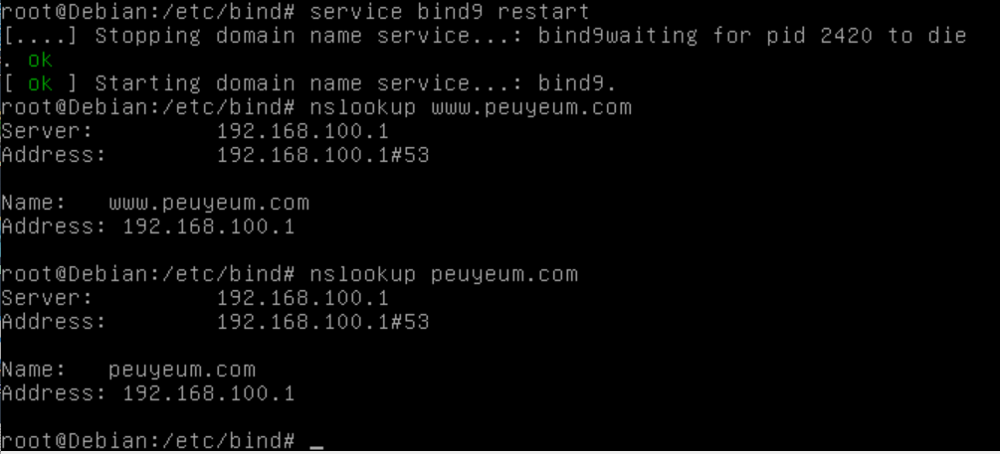 root@Debian:/etc/bind# service bind9 restart
[....] Stopping domain name service...: bind9waiting for pid 2420 to die
. ok
[ ok ] Starting domain name service...: bind9.
root@Debian:/etc/bind# nslookup www.peuyeum.com
Server:         192.168.100.1
Address:        192.168.100.1#53
Name:   www.peuyeum.com
Address: 192.168.100.1
root@Debian:/etc/bind# nslookup peuyeum.com
Server:         192.168.100.1
Address:        192.168.100.1#53
Name:   peuyeum.com
Address: 192.168.100.1
root@Debian:/etc/bind# _